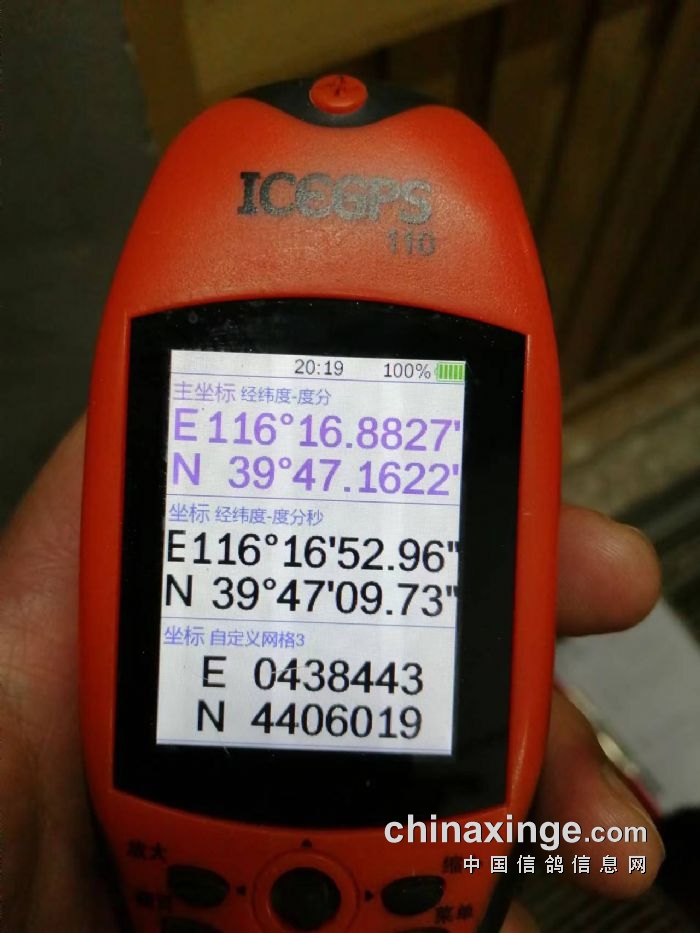 ICEGPS
110
20:19 100%
主坐标 经纬度-度分
E 116°16.8827'
N 39°47.1622'
坐标 经纬度-度分秒
E116°16'52.96"
N 39°47'09.73"
坐标 自定义网格3
E 0438443
N 4406019
chinaxinge.com
中国信鸽信息网
放大 缩
菜单